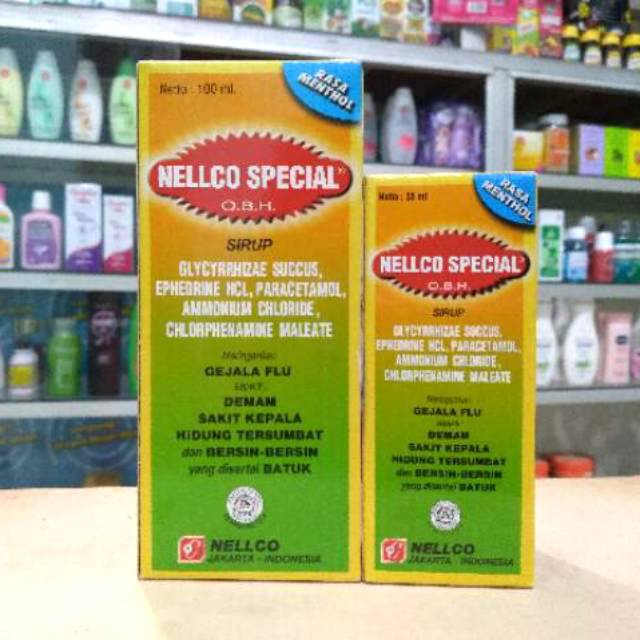 Netto : 100 ml.
RASA
MENTHOL
NELLCO SPECIAL®
O.B.H.
SIRUP
GLYCYRRHIZAE SUCCUS,
EPHEDRINE HCL, PARACETAMOL,
AMMONIUM CHLORIDE,
CHLORPHENAMINE MALEATE
Meringankan
GEJALA FLU
seperti
DEMAM
SAKIT KEPALA
HIDUNG TERSUMBAT
dan BERSIN-BERSIN
yang disertai BATUK
NELLCO
JAKARTA - INDONESIA
Netto :
RASA
MENTHOL
NELLCO SPECIAL®
O.B.H.
SIRUP
GLYCYRRHIZAE SUCCUS,
EPHEDRINE HCL, PARACETAMOL,
AMMONIUM CHLORIDE,
CHLORPHENAMINE MALEATE
Meringankan
GEJALA FLU
DEMAM
SAKIT KEPALA
HIDUNG TERSUMBAT
dan BERSIN-BERSIN
yang disertai BATUK
NELLCO
JAKARTA - INDONESIA